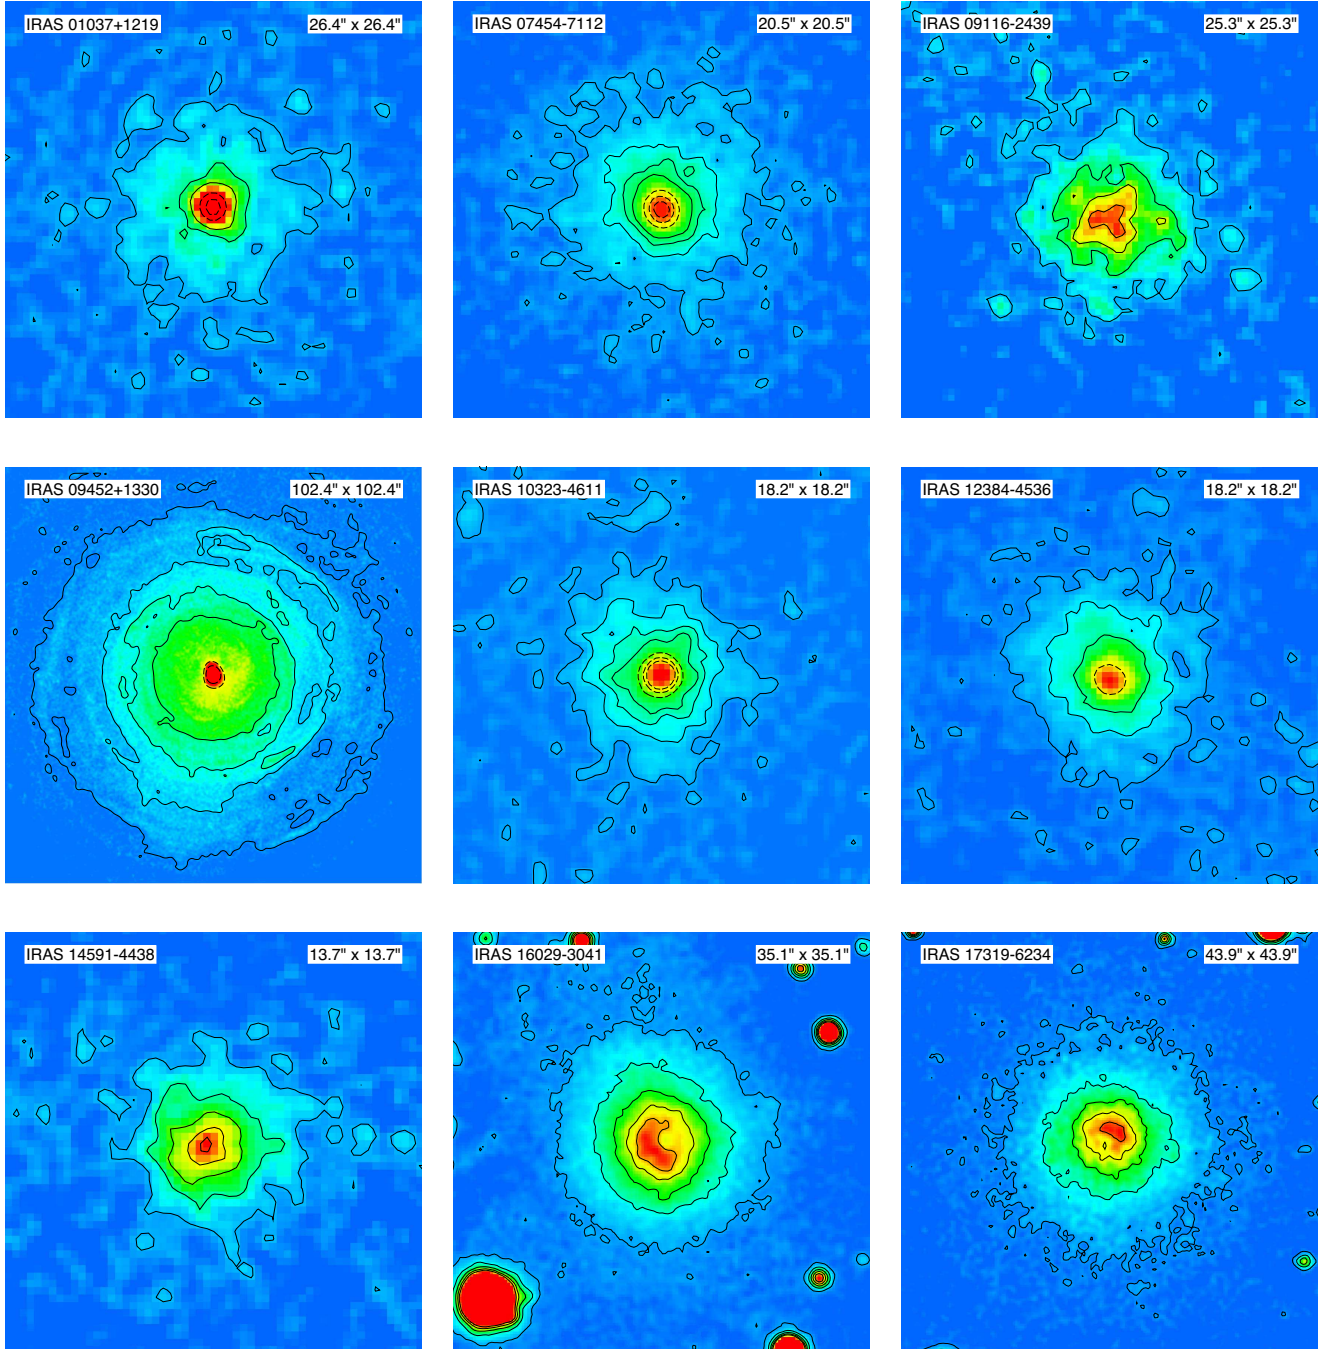 IRAS 01037+1219 26.4" x 26.4"
IRAS 07454-7112 20.5" x 20.5"
IRAS 09116-2439 25.3" x 25.3"
IRAS 09452+1330 102.4" x 102.4"
IRAS 10323-4611 18.2" x 18.2"
IRAS 12384-4536 18.2" x 18.2"
IRAS 14591-4438 13.7" x 13.7"
IRAS 16029-3041 35.1" x 35.1"
IRAS 17319-6234 43.9" x 43.9"